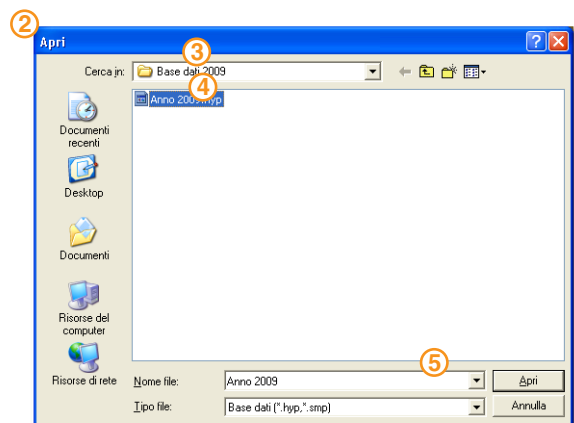 2
Apri
3
Cerca in: Base dati 2009
4
Anno 2009.hyp
Documenti
recenti
Desktop
Documenti
Risorse del
computer
Risorse di rete
5
Nome file: Anno 2009 Apri
Tipo file: Base dati (*.hyp,*.smp) Annulla